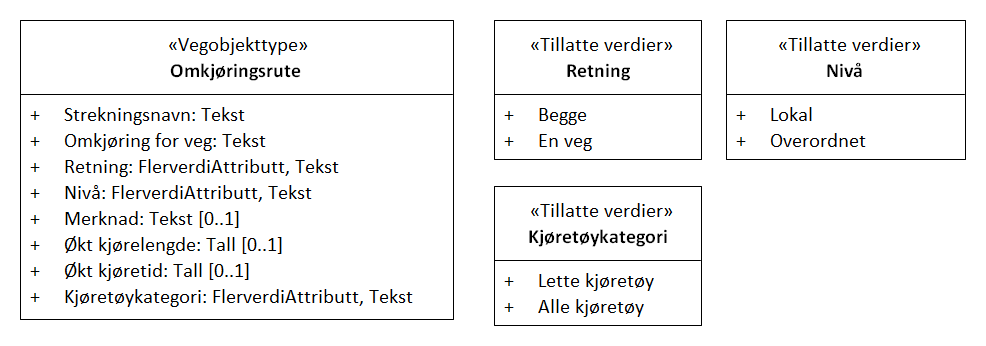 «Vegobjekttype»
Omkjøringsrute
+ Strekningsnavn: Tekst
+ Omkjøring for veg: Tekst
+ Retning: FlerverdiAttributt, Tekst
+ Nivå: FlerverdiAttributt, Tekst
+ Merknad: Tekst [0..1]
+ Økt kjørelengde: Tall [0..1]
+ Økt kjøretid: Tall [0..1]
+ Kjøretøykategori: FlerverdiAttributt, Tekst
«Tillatte verdier»
Retning
+ Begge
+ En veg
«Tillatte verdier»
Nivå
+ Lokal
+ Overordnet
«Tillatte verdier»
Kjøretøykategori
+ Lette kjøretøy
+ Alle kjøretøy